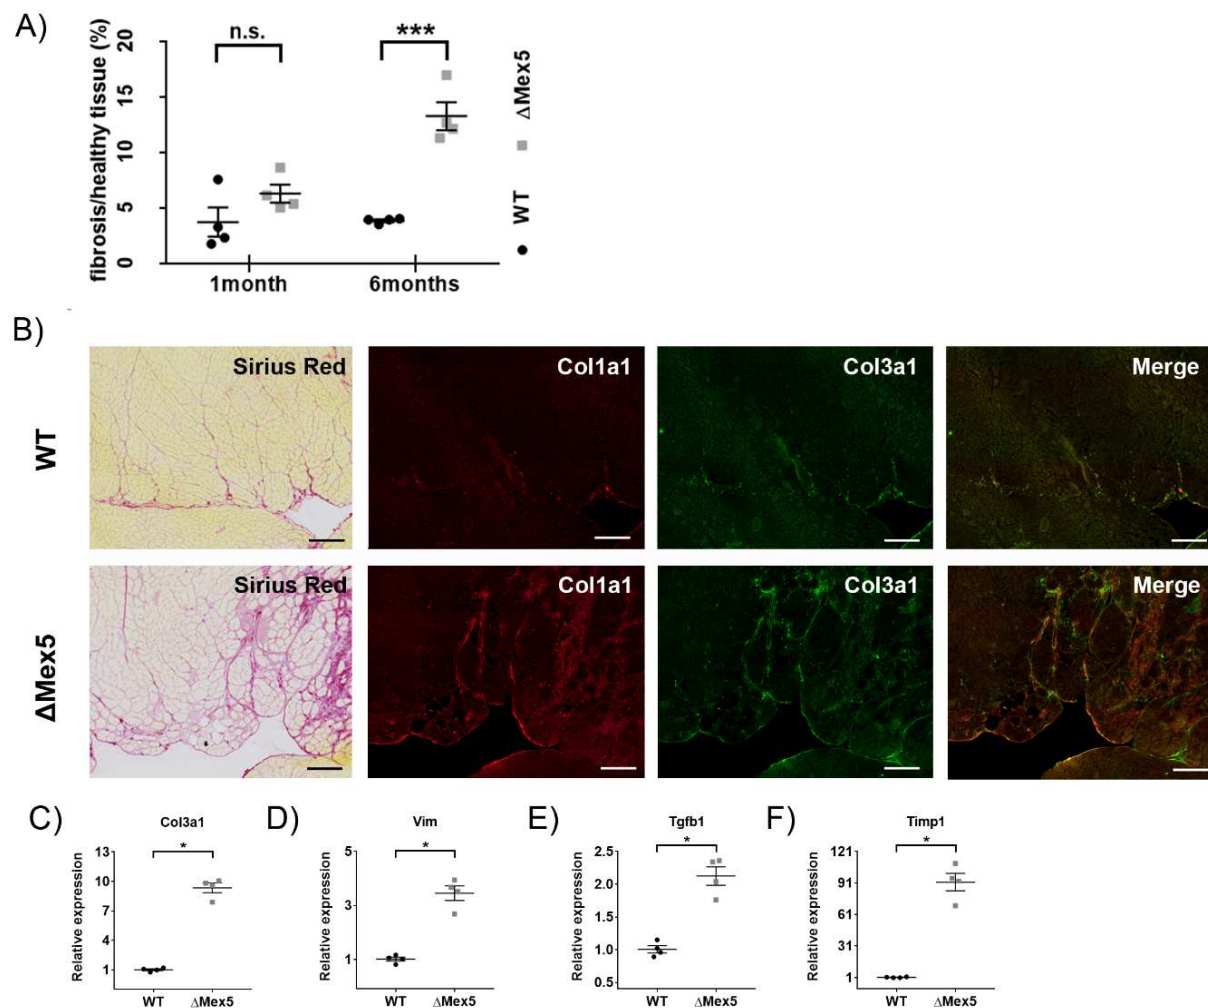 A)
fibrosis/healthy tissue (%)
20
15
10
5
0
n.s.
***
1month
6months
WT
ΔMex5
B)
WT
Sirius Red
Col1a1
Col3a1
Merge
ΔMex5
Sirius Red
Col1a1
Col3a1
Merge
C)
Col3a1
*
Relative expression
13
10
7
4
1
WT
ΔMex5
D)
Vim
*
Relative expression
5
3
1
WT
ΔMex5
E)
Tgfb1
*
Relative expression
2.5
2.0
1.5
1.0
0.5
WT
ΔMex5
F)
Timp1
*
Relative expression
121
91
61
31
1
WT
ΔMex5